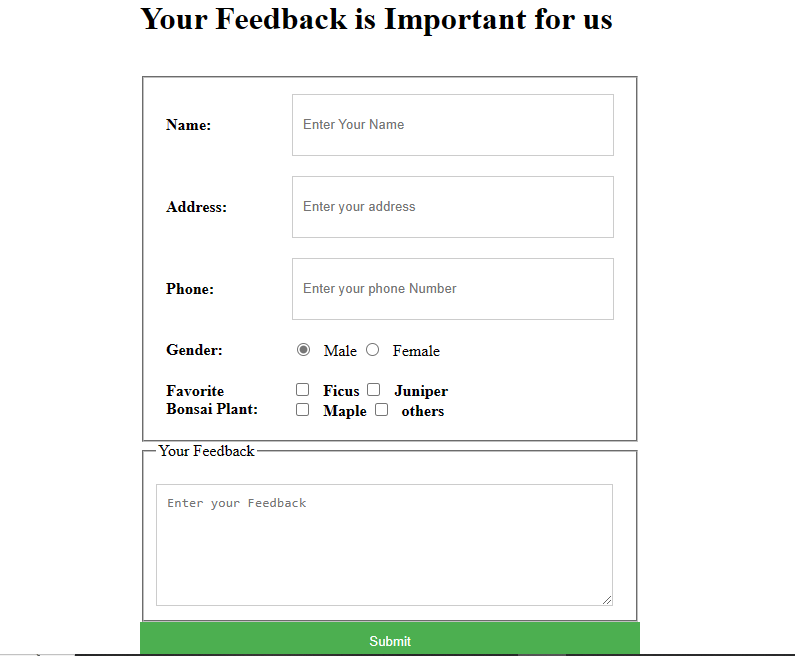 Your Feedback is Important for us
Name: Enter Your Name
Address: Enter your address
Phone: Enter your phone Number
Gender: Male Female
Favorite Ficus Juniper
Bonsai Plant: Maple others
Your Feedback
Enter your Feedback
Submit